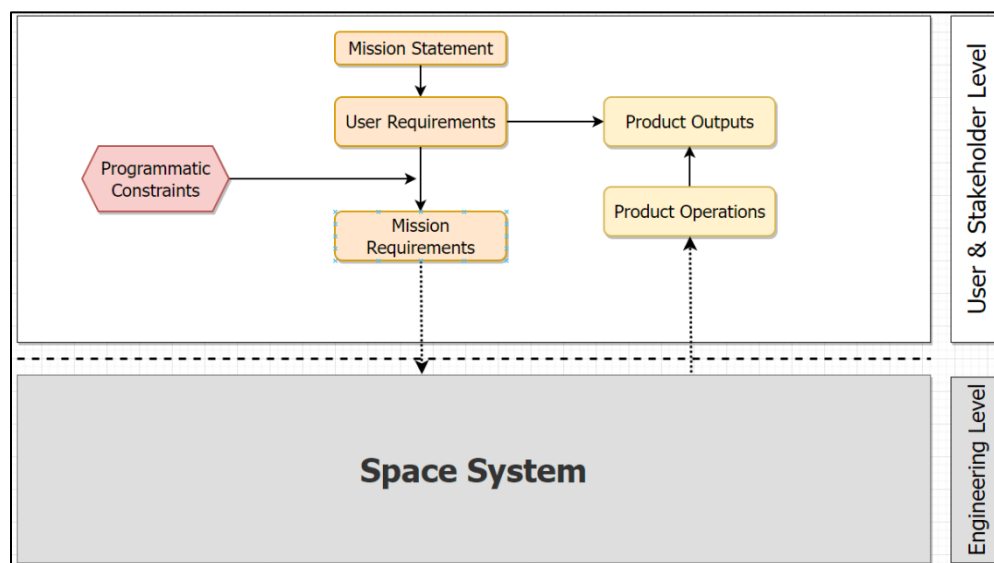 Mission Statement
User Requirements
Product Outputs
Programmatic
Constraints
Product Operations
Mission
Requirements
User & Stakeholder Level
Space System
Engineering Level